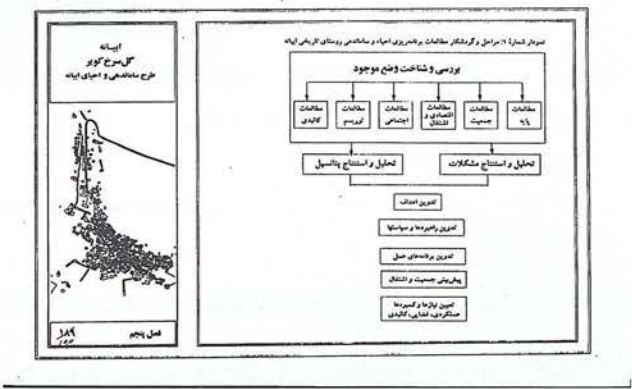 ابیانه
گل سرخ کویر
طرح ساماندهی و احیای ابیانه
فصل پنجم
۱۸۹
نمودار شمارهٔ ۱: مراحل و گردشکار مطالعات برنامه‌ریزی احیاء و ساماندهی روستای تاریخی ابیانه
بررسی و شناخت وضع موجود
مطالعات پایه
مطالعات جمعیت
مطالعات اقتصادی و اشتغال
مطالعات اجتماعی
مطالعات توریسم
مطالعات کالبدی
تحلیل و استنتاج مشکلات
تحلیل و استنتاج پتانسیل
تدوین اهداف
تدوین راهبردها و سیاستها
تدوین برنامه‌های عمل
پیش‌بینی جمعیت و اشتغال
تعیین نیازها و کمبودها
عملکردی، فضایی، کالبدی